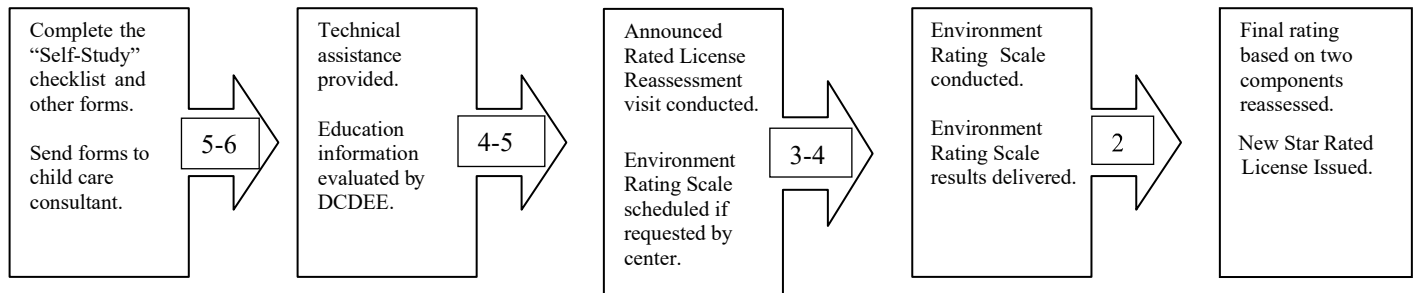 Complete the
“Self-Study”
checklist and
other forms.
Send forms to
child care
consultant.
5-6
Technical
assistance
provided.
Education
information
evaluated by
DCDEE.
4-5
Announced
Rated License
Reassessment
visit conducted.
Environment
Rating Scale
scheduled if
requested by
center.
3-4
Environment
Rating Scale
conducted.
Environment
Rating Scale
results delivered.
2
Final rating
based on two
components
reassessed.
New Star Rated
License Issued.